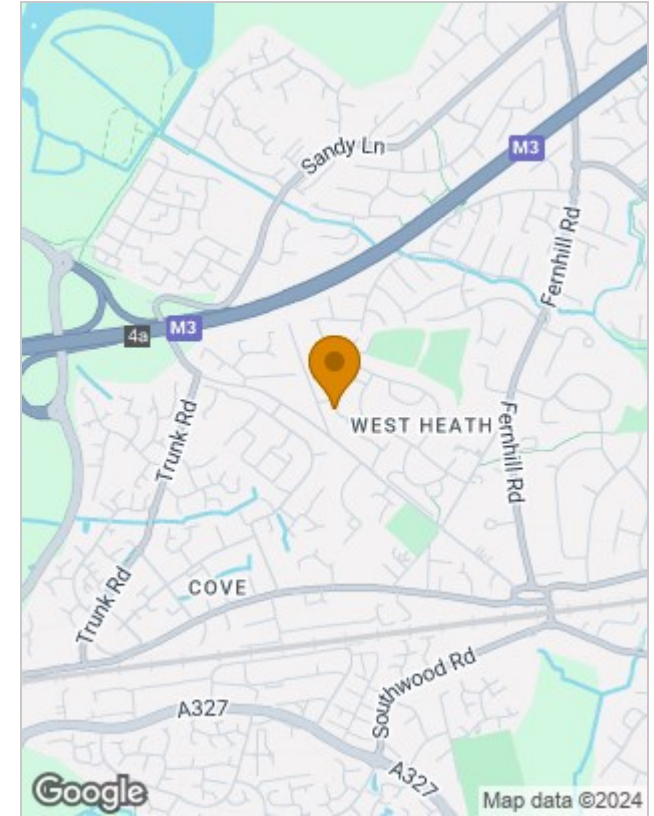 Sandy Ln
M3
Fernhill Rd
4a
M3
WEST HEATH
Trunk Rd
Fernhill Rd
COVE
Trunk Rd
Southwood Rd
A327
A327
Google
Map data ©2024